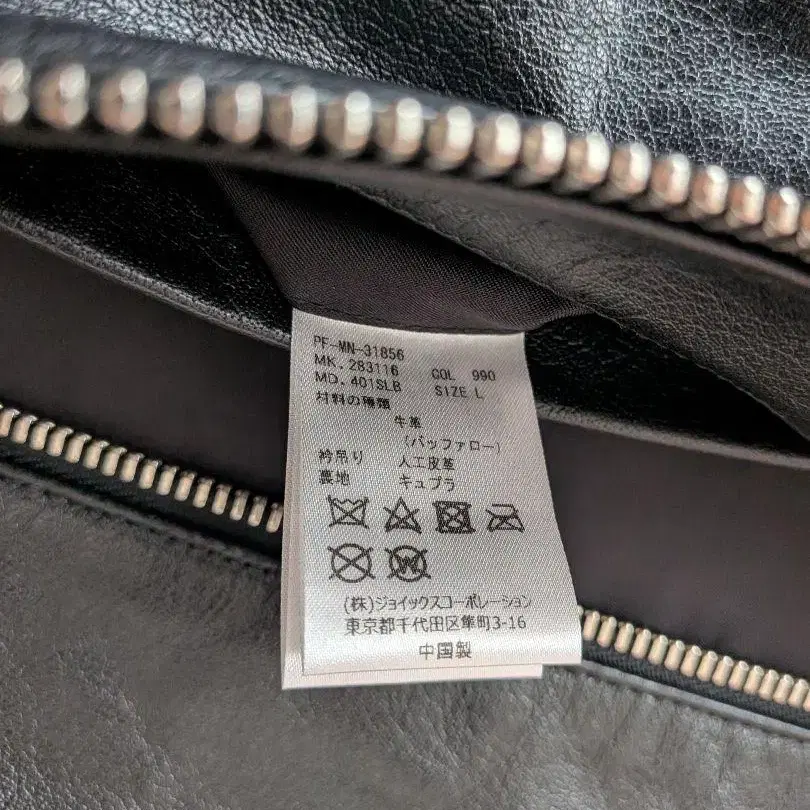 PF-MN-31856
MK. 283116 COL 990
MD. 401SLB SIZE L
材料の種類
牛革
(バッファロー)
衿吊り 人工皮革
裏地 キュプラ
W
(株)ジョイックスコーポレーション
東京都千代田区隼町3-16
中国製